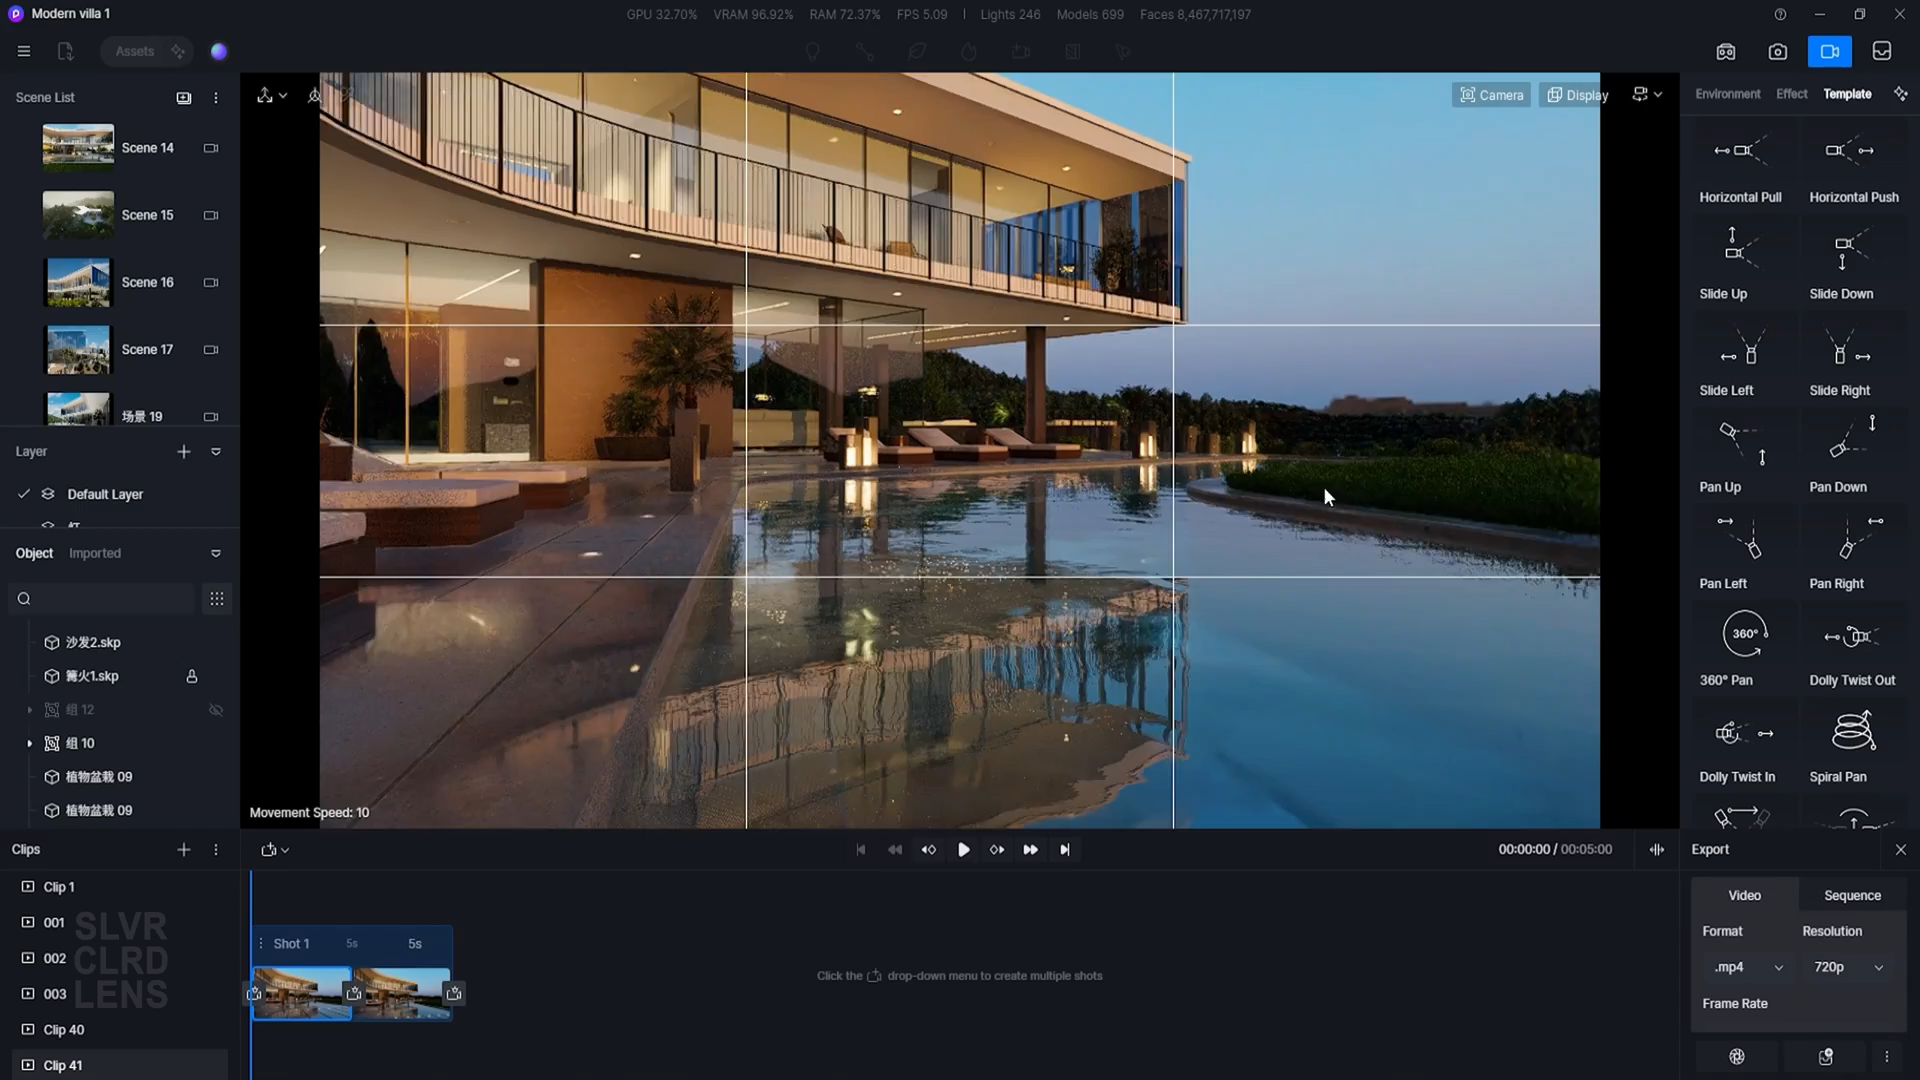 Modern villa 1
GPU 32.70% VRAM 96.92% RAM 72.37% FPS 5.09 | Lights 246 Models 699 Faces 8,467,717,197
Assets
Scene List
Scene 14
Scene 15
Scene 16
Scene 17
场景 19
Layer
Default Layer
Object Imported
沙发2.skp
篝火1.skp
组 12
组 10
植物盆栽 09
植物盆栽 09
Camera
Display
Movement Speed: 10
Environment Effect Template
Horizontal Pull
Horizontal Push
Slide Up
Slide Down
Slide Left
Slide Right
Pan Up
Pan Down
Pan Left
Pan Right
360°
360° Pan
Dolly Twist Out
Dolly Twist In
Spiral Pan
Clips
Clip 1
001
002
003
Clip 40
Clip 41
SLVR
CLRD
LENS
00:00:00 / 00:05:00
Shot 1 5s 5s
Click the drop-down menu to create multiple shots
Export
Video Sequence
Format Resolution
.mp4 720p
Frame Rate